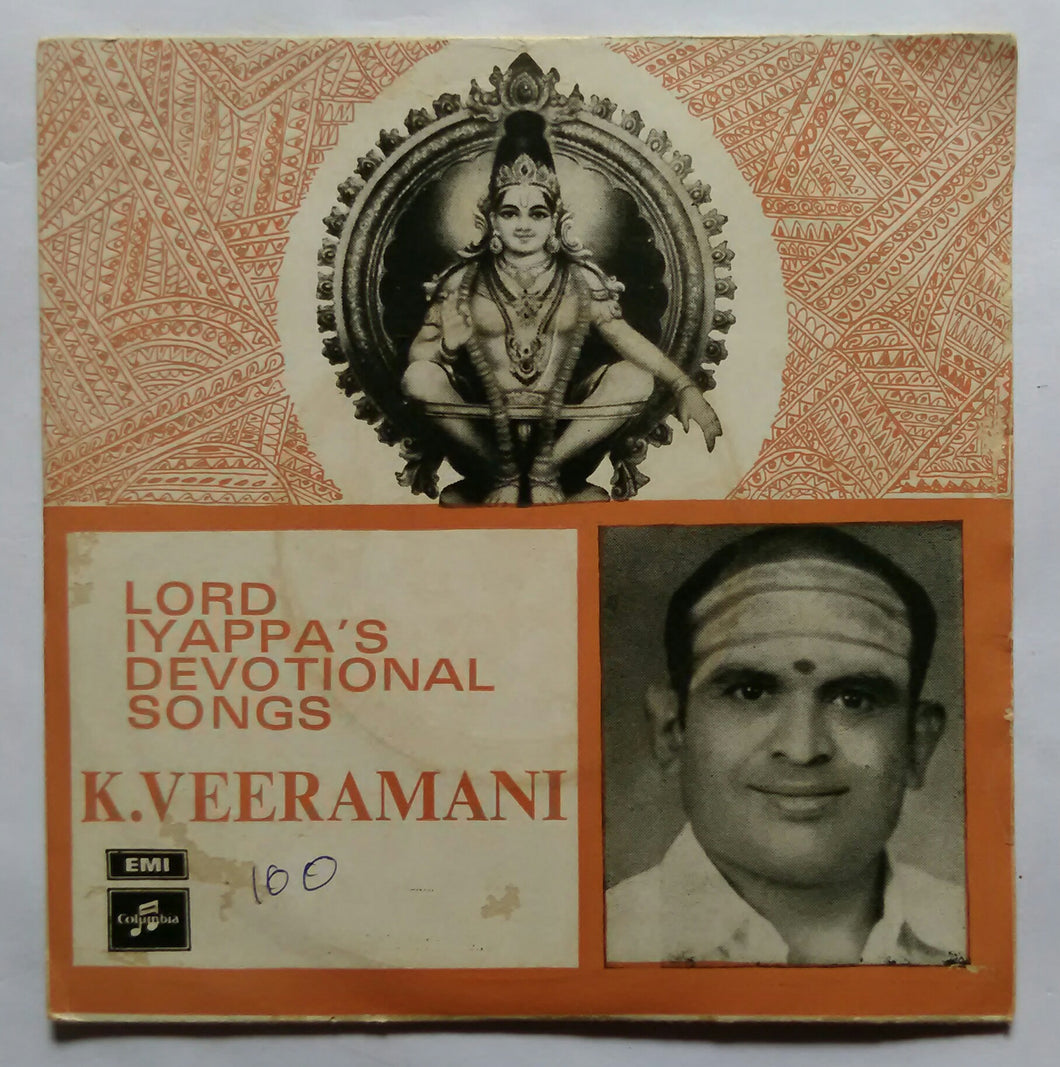 LORD
IYAPPA'S
DEVOTIONAL
SONGS
K.VEERAMANI
EMI
Columbia
100